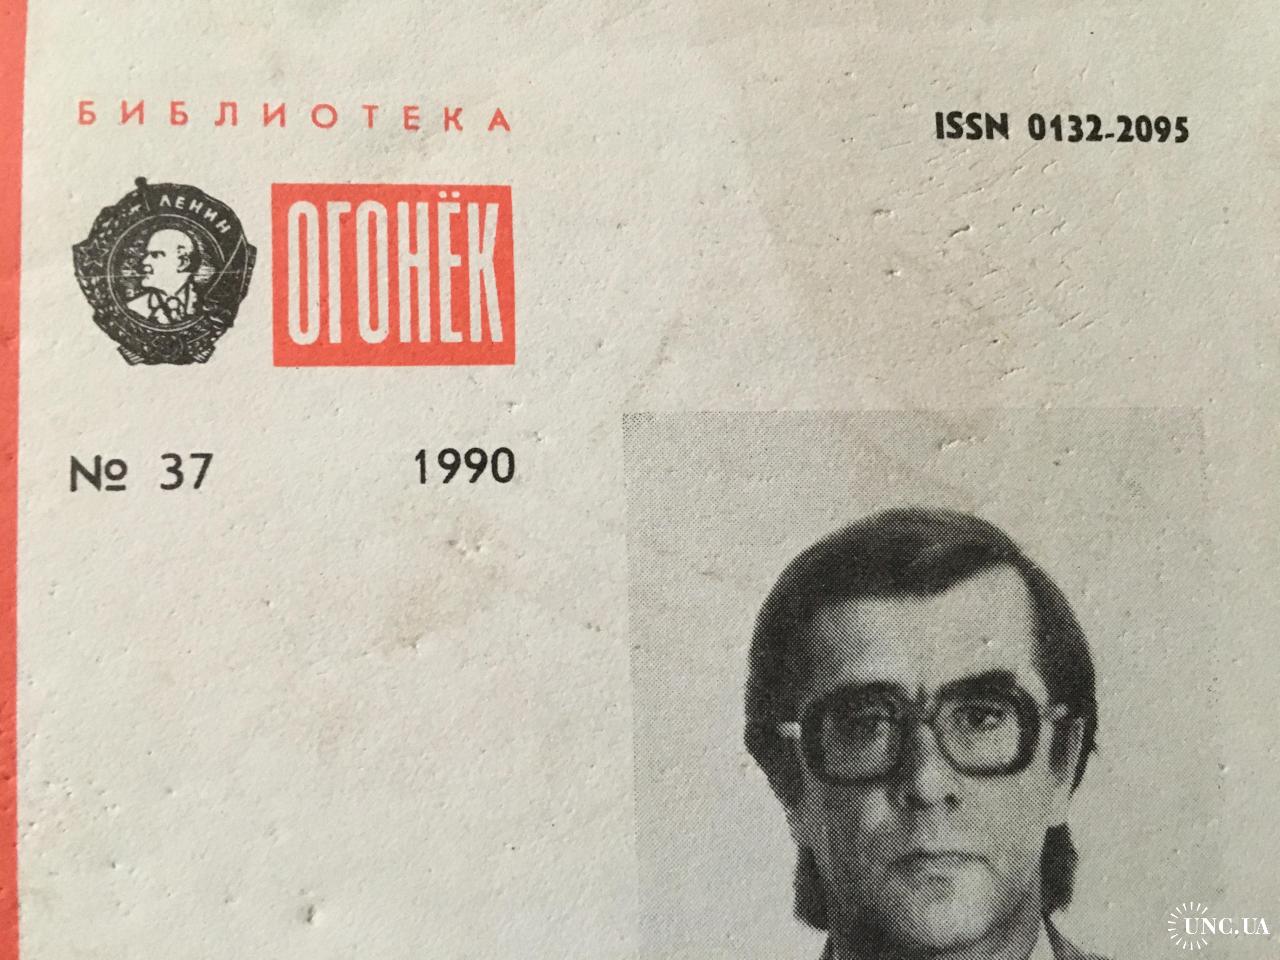 БИБЛИОТЕКА
ISSN 0132-2095
ЛЕНИН
ОГОНЁК
№ 37 1990
UNC.UA